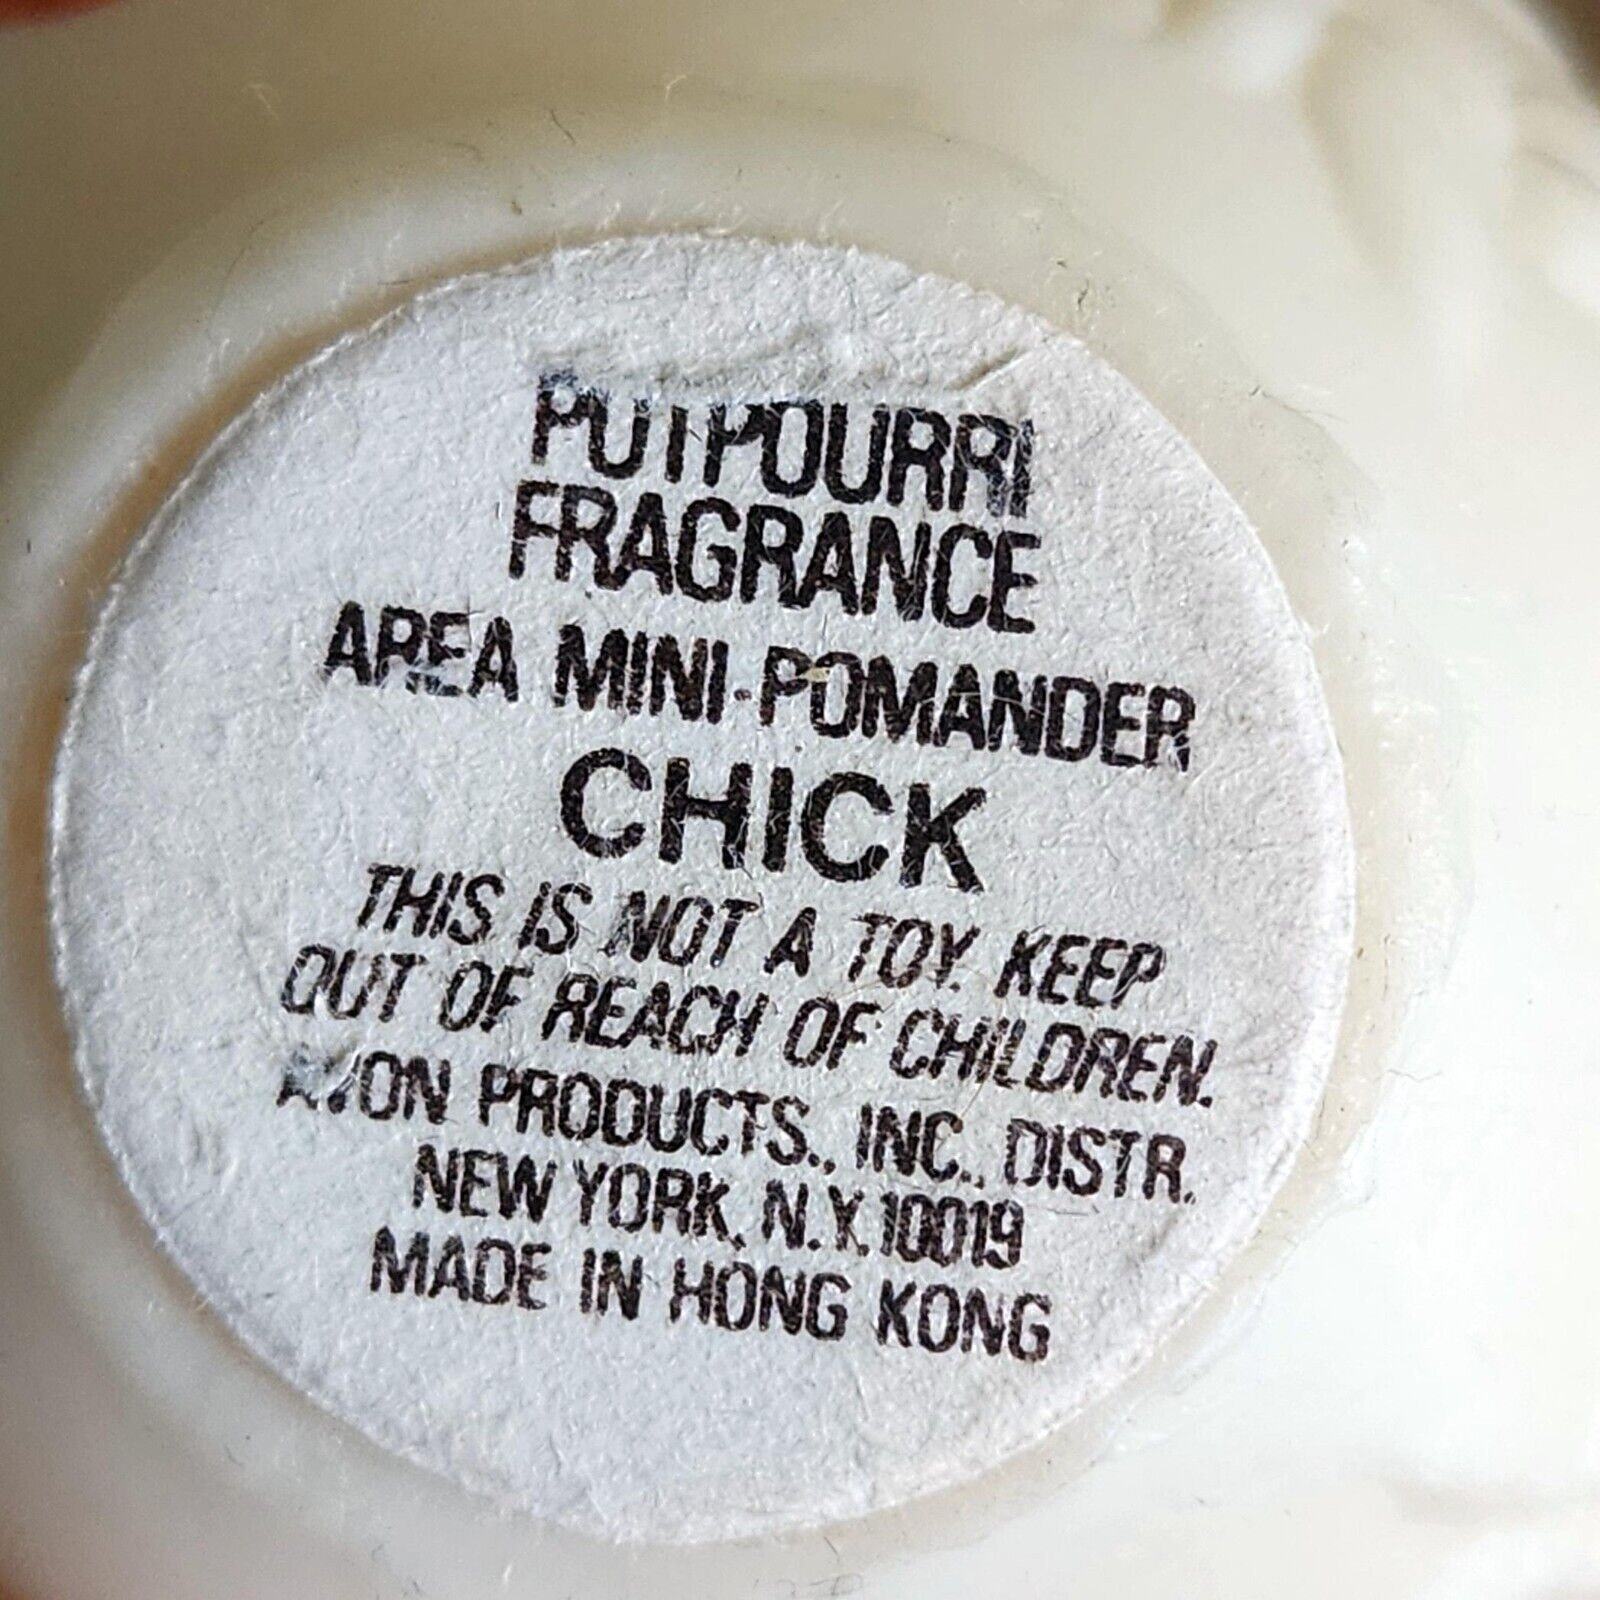 POTPOURRI
FRAGRANCE
AREA MINI-POMANDER
CHICK
THIS IS NOT A TOY. KEEP
OUT OF REACH OF CHILDREN.
AVON PRODUCTS., INC., DISTR.
NEW YORK, N.Y. 10019
MADE IN HONG KONG